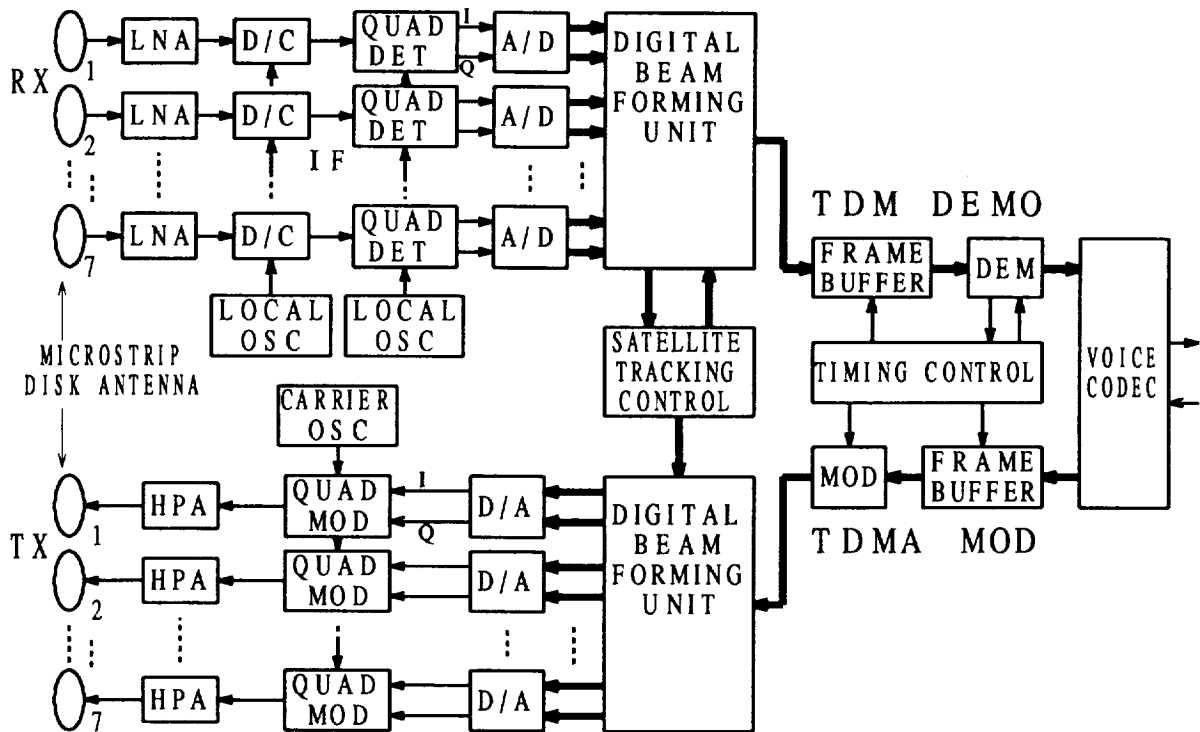 RX
1
LNA
D/C
QUAD
DET
I
Q
A/D
DIGITAL
BEAM
FORMING
UNIT
2
LNA
D/C
IF
QUAD
DET
A/D
7
LNA
D/C
QUAD
DET
A/D
LOCAL
OSC
LOCAL
OSC
TDM DEMO
FRAME
BUFFER
DEM
MICROSTRIP
DISK ANTENNA
SATELLITE
TRACKING
CONTROL
TIMING CONTROL
VOICE
CODEC
CARRIER
OSC
MOD
FRAME
BUFFER
TDMA MOD
TX
1
HPA
QUAD
MOD
I
Q
D/A
DIGITAL
BEAM
FORMING
UNIT
2
HPA
QUAD
MOD
D/A
7
HPA
QUAD
MOD
D/A